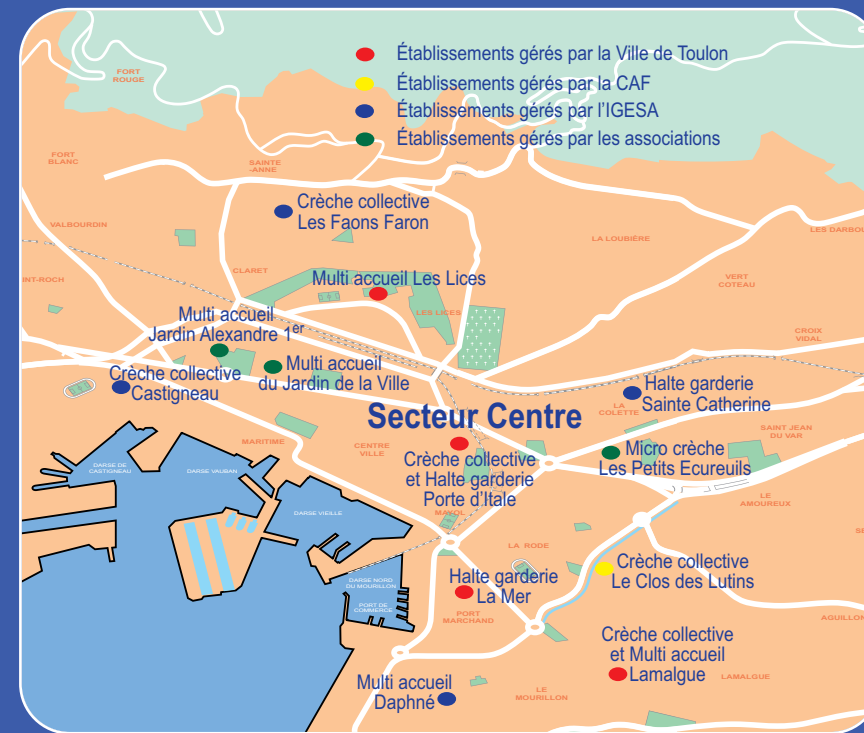 Établissements gérés par la Ville de Toulon
Établissements gérés par la CAF
Établissements gérés par l'IGESA
Établissements gérés par les associations
FORT
ROUGE
FORT
BLANC
SAINTE
-ANNE
Crèche collective
Les Faons Faron
VALBOURDIN
LA LOUBIÈRE
LES DARBOU
INT-ROCH
CLARET
Multi accueil Les Lices
VERT
COTEAU
LES LICES
Multi accueil
Jardin Alexandre 1er
CROIX
VIDAL
Multi accueil
du Jardin de la Ville
Crèche collective
Castigneau
Halte garderie
Sainte Catherine
LA
COLETTE
Secteur Centre
SAINT JEAN
DU VAR
MARITIME
CENTRE
VILLE
Crèche collective
et Halte garderie
Porte d'Itale
Micro crèche
Les Petits Ecureuils
DARSE DE
CASTIGNEAU
DARSE VAUBAN
LE
AMOUREUX
DARSE VIEILLE
MAYOL
LA RODE
Crèche collective
Le Clos des Lutins
Halte garderie
La Mer
DARSE NORD
DU MOURILLON
PORT DE
COMMERCE
PORT
MARCHAND
AGUILLON
Crèche collective
et Multi accueil
Lamalgue
LAMALGUE
Multi accueil
Daphné
LE
MOURILLON